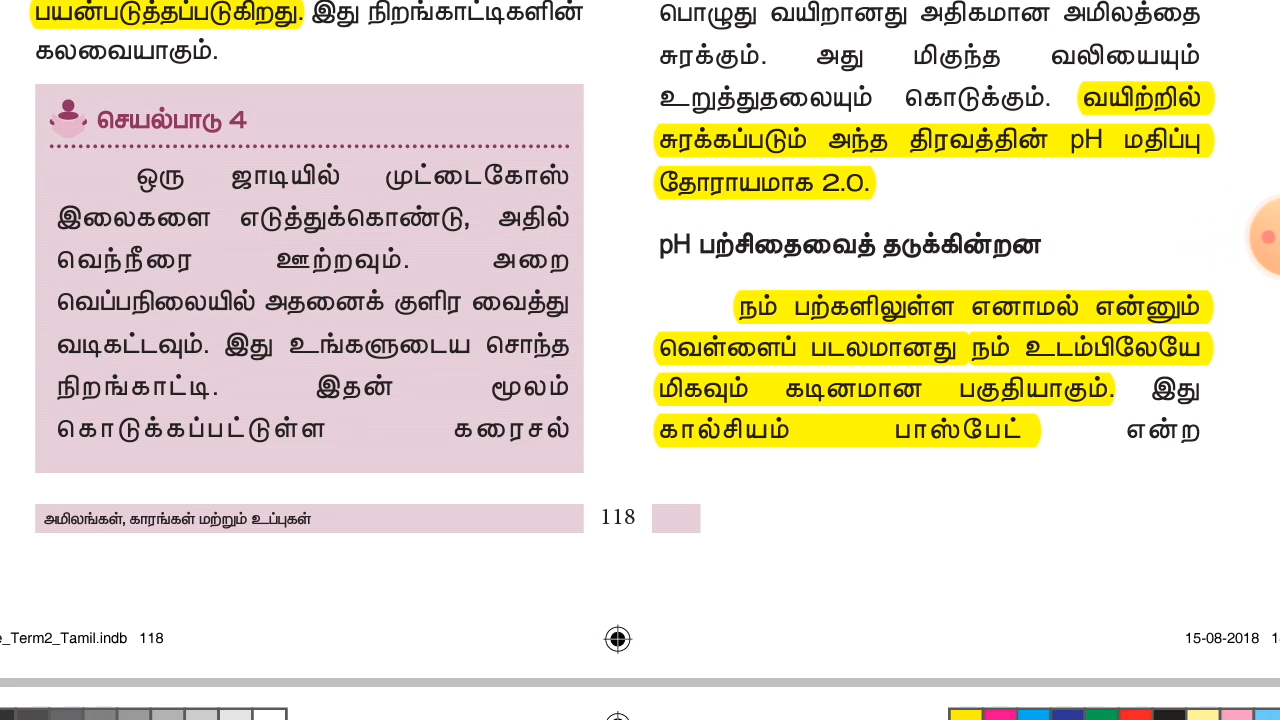 பயன்படுத்தப்படுகிறது. இது நிறங்காட்டிகளின்
கலவையாகும்.
செயல்பாடு 4
ஒரு ஜாடியில் முட்டைகோஸ்
இலைகளை எடுத்துக்கொண்டு, அதில்
வெந்நீரை ஊற்றவும். அறை
வெப்பநிலையில் அதனைக் குளிர வைத்து
வடிகட்டவும். இது உங்களுடைய சொந்த
நிறங்காட்டி. இதன் மூலம்
கொடுக்கப்பட்டுள்ள கரைசல்
பொழுது வயிறானது அதிகமான அமிலத்தை
சுரக்கும். அது மிகுந்த வலியையும்
உறுத்துதலையும் கொடுக்கும். வயிற்றில்
சுரக்கப்படும் அந்த திரவத்தின் pH மதிப்பு
தோராயமாக 2.0.
pH பற்சிதைவைத் தடுக்கின்றன
நம் பற்களிலுள்ள எனாமல் என்னும்
வெள்ளைப் படலமானது நம் உடம்பிலேயே
மிகவும் கடினமான பகுதியாகும். இது
கால்சியம் பாஸ்பேட் என்ற
அமிலங்கள், காரங்கள் மற்றும் உப்புகள்
118
e_Term2_Tamil.indb 118
15-08-2018